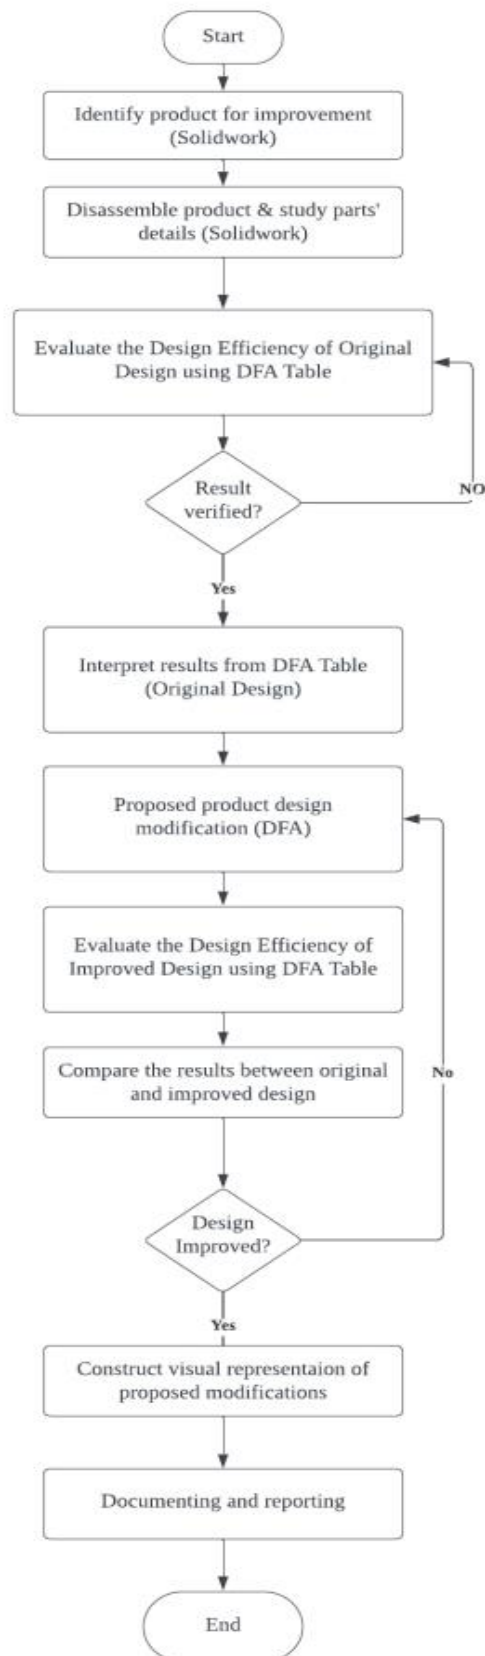 Start
Identify product for improvement
(Solidwork)
Disassemble product & study parts'
details (Solidwork)
Evaluate the Design Efficiency of Original
Design using DFA Table
Result
verified?
NO
Yes
Interpret results from DFA Table
(Original Design)
Proposed product design
modification (DFA)
Evaluate the Design Efficiency of
Improved Design using DFA Table
Compare the results between original
and improved design
No
Design
Improved?
Yes
Construct visual representaion of
proposed modifications
Documenting and reporting
End